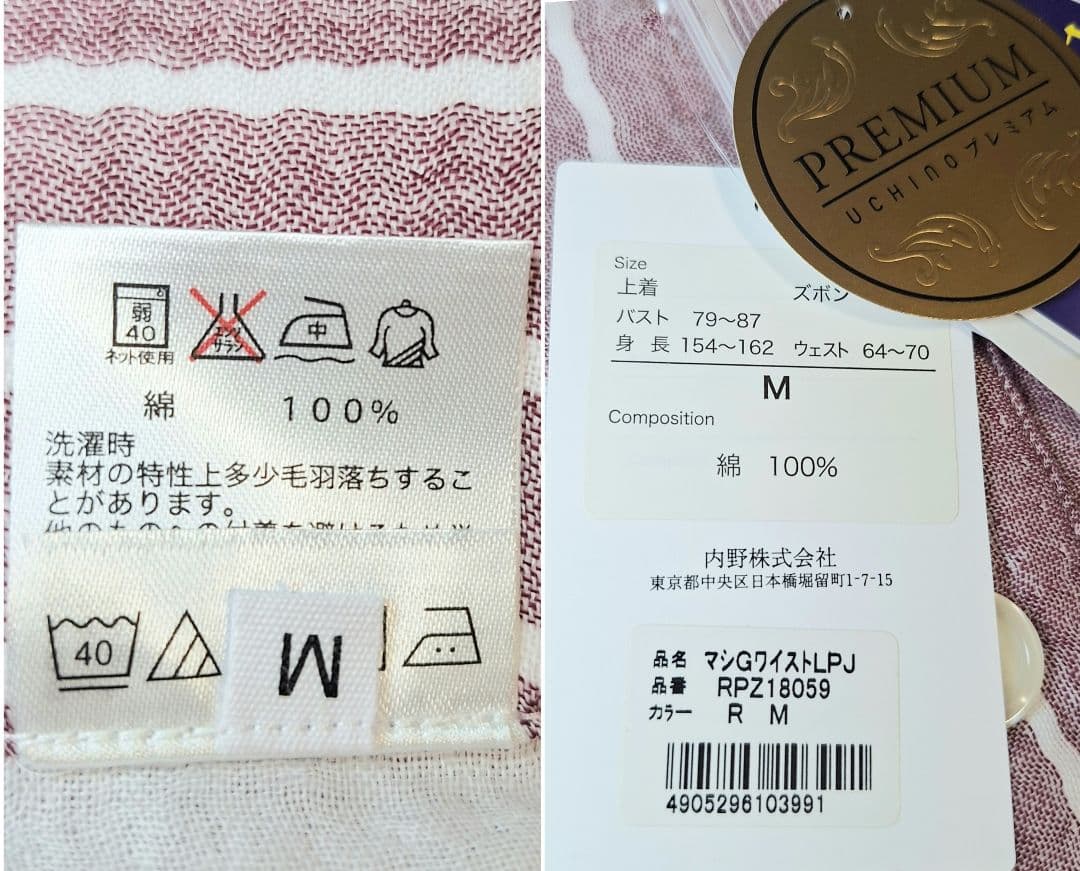 弱
40
ネット使用
エンソ
サラシ
中
綿 100%
洗濯時
素材の特性上多少毛羽落ちするこ
とがあります。
40
M
PREMIUM
UCHINOプレミアム
Size
上着 ズボン
バスト 79～87
身 長 154～162 ウェスト 64～70
M
Composition
綿 100%
内野株式会社
東京都中央区日本橋堀留町1-7-15
品名 マシGワイストLPJ
品番 RPZ18059
カラー R M
4905296103991